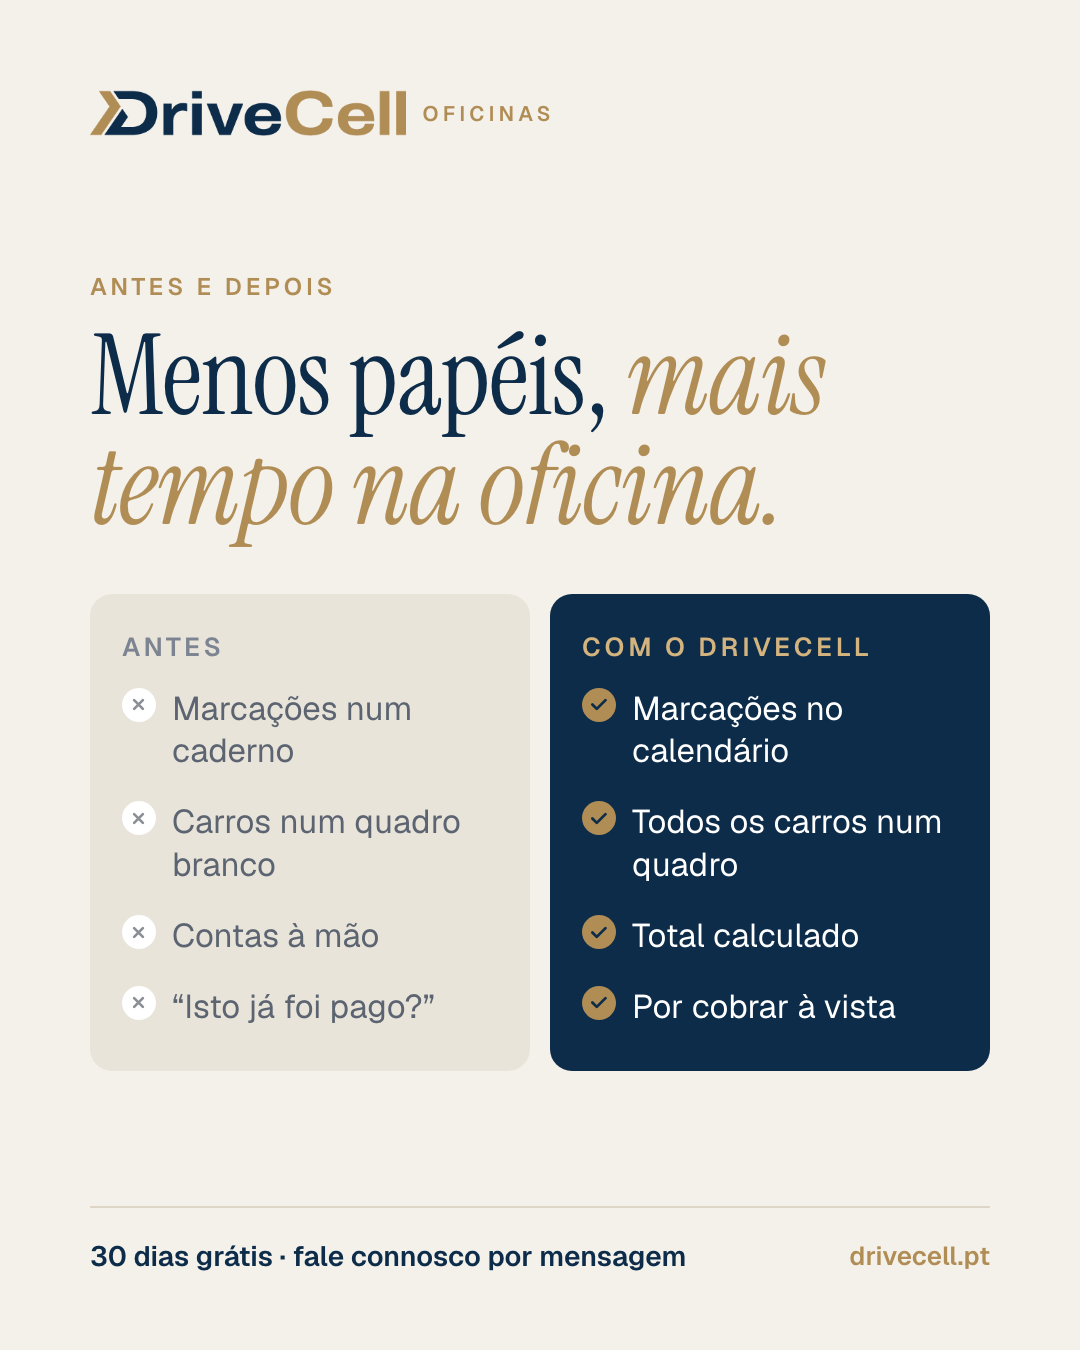 DriveCell OFICINAS
ANTES E DEPOIS
Menos papéis, mais
tempo na oficina.
ANTES
Marcações num
caderno
Carros num quadro
branco
Contas à mão
“Isto já foi pago?”
COM O DRIVECELL
Marcações no
calendário
Todos os carros num
quadro
Total calculado
Por cobrar à vista
30 dias grátis · fale connosco por mensagem
drivecell.pt